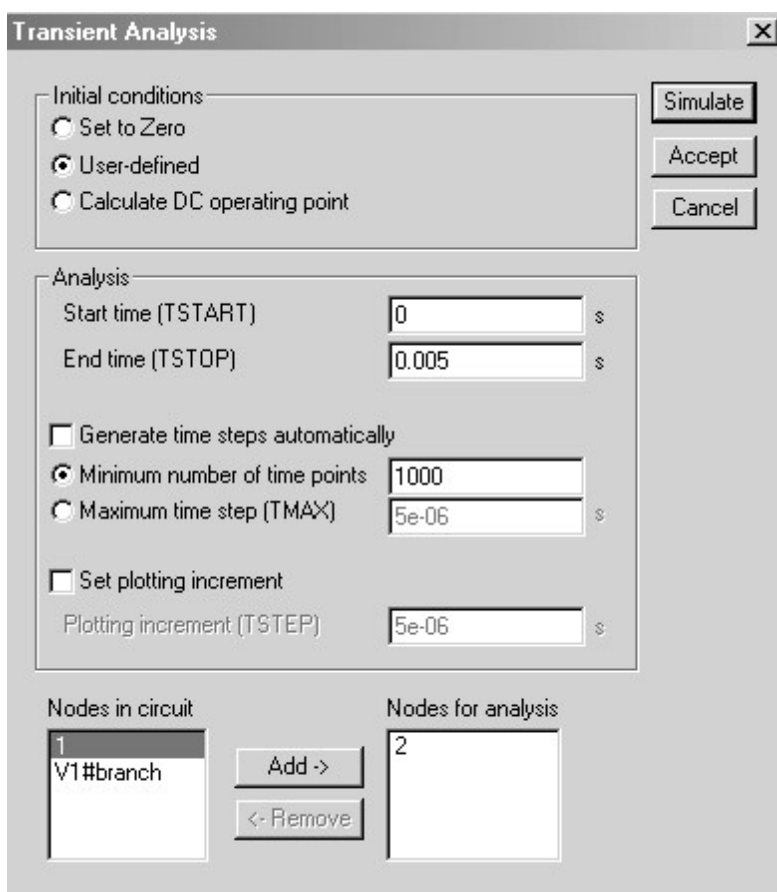 Transient Analysis
Initial conditions
Set to Zero
User-defined
Calculate DC operating point
Simulate
Accept
Cancel
Analysis
Start time (TSTART) 0 s
End time (TSTOP) 0.005 s
Generate time steps automatically
Minimum number of time points 1000
Maximum time step (TMAX) 5e-06 s
Set plotting increment
Plotting increment (TSTEP) 5e-06 s
Nodes in circuit
1
V1#branch
Add ->
<- Remove
Nodes for analysis
2